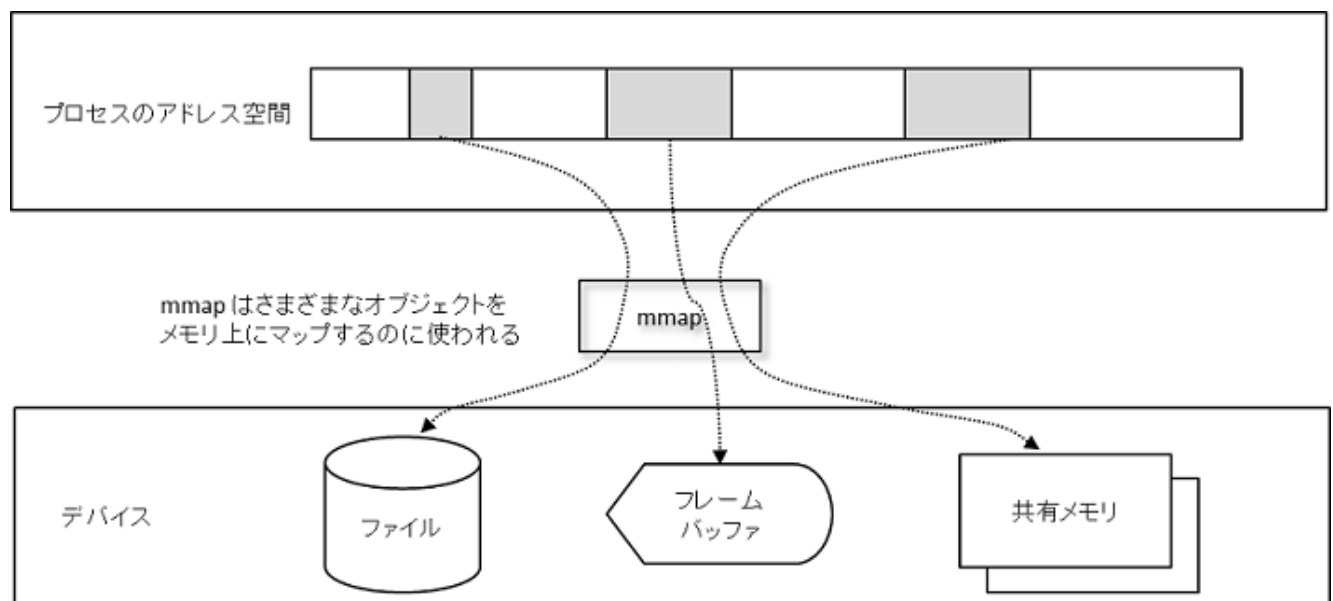 プロセスのアドレス空間
mmap はさまざまなオブジェクトを
メモリ上にマップするのに使われる
mmap
デバイス
ファイル
フレーム
バッファ
共有メモリ